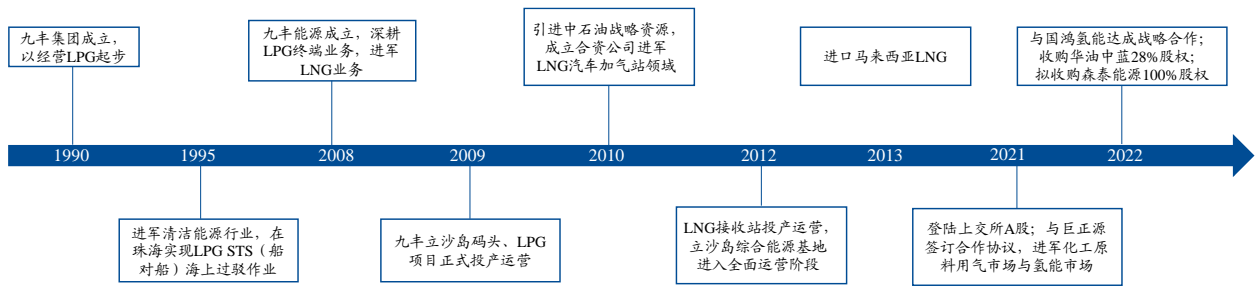 九丰集团成立，
以经营LPG起步
九丰能源成立，深耕
LPG终端业务，进军
LNG业务
引进中石油战略资源，
成立合资公司进军
LNG汽车加气站领域
进口马来西亚LNG
与国鸿氢能达成战略合作；
收购华油中蓝28%股权；
拟收购森泰能源100%股权
1990
1995
2008
2009
2010
2012
2013
2021
2022
进军清洁能源行业，在
珠海实现LPG STS（船
对船）海上过驳作业
九丰立沙岛码头、LPG
项目正式投产运营
LNG接收站投产运营，
立沙岛综合能源基地
进入全面运营阶段
登陆上交所A股；与巨正源
签订合作协议，进军化工原
料用气市场与氢能市场